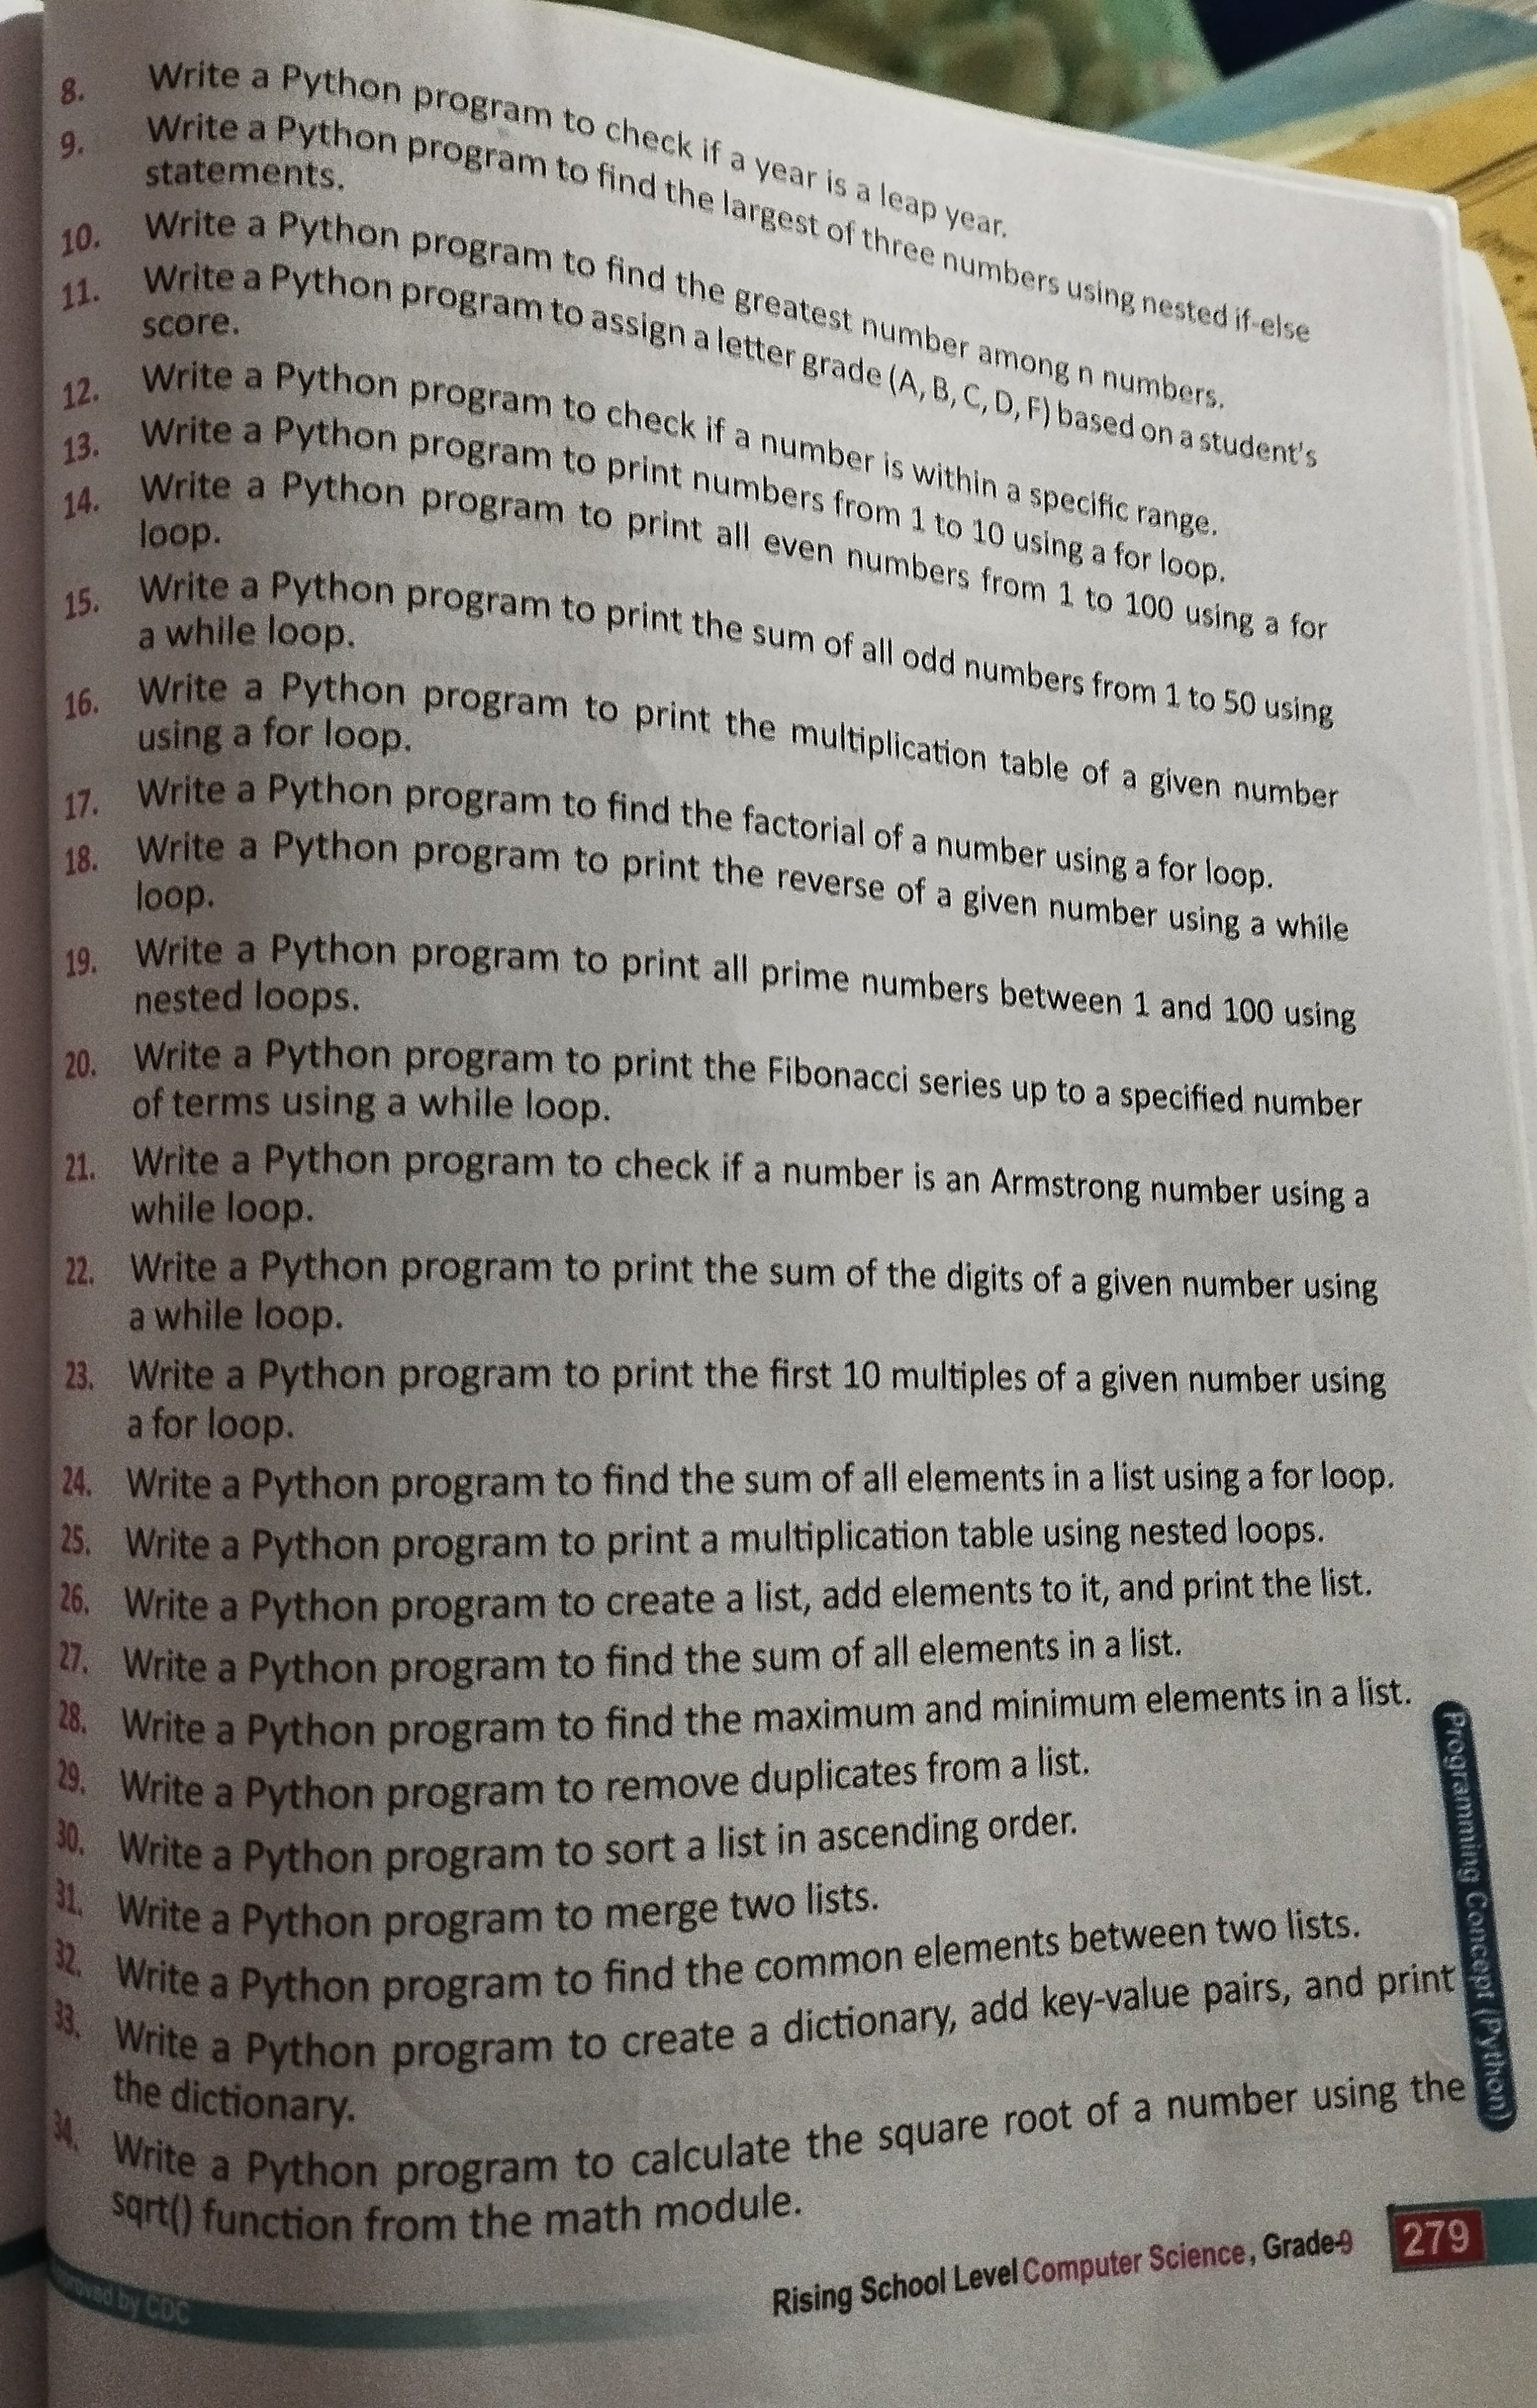 8. Write a Python program to check if a year is a leap year.
9. Write a Python program to find the largest of three numbers using nested if-else
statements.
10. Write a Python program to find the greatest number among n numbers.
11. Write a Python program to assign a letter grade (A, B, C, D, F) based on a student's
score.
12. Write a Python program to check if a number is within a specific range.
13. Write a Python program to print numbers from 1 to 10 using a for loop.
14. Write a Python program to print all even numbers from 1 to 100 using a for
loop.
15. Write a Python program to print the sum of all odd numbers from 1 to 50 using
a while loop.
16. Write a Python program to print the multiplication table of a given number
using a for loop.
17. Write a Python program to find the factorial of a number using a for loop.
18. Write a Python program to print the reverse of a given number using a while
loop.
19. Write a Python program to print all prime numbers between 1 and 100 using
nested loops.
20. Write a Python program to print the Fibonacci series up to a specified number
of terms using a while loop.
21. Write a Python program to check if a number is an Armstrong number using a
while loop.
22. Write a Python program to print the sum of the digits of a given number using
a while loop.
23. Write a Python program to print the first 10 multiples of a given number using
a for loop.
24. Write a Python program to find the sum of all elements in a list using a for loop.
25. Write a Python program to print a multiplication table using nested loops.
26. Write a Python program to create a list, add elements to it, and print the list.
27. Write a Python program to find the sum of all elements in a list.
28. Write a Python program to find the maximum and minimum elements in a list.
29. Write a Python program to remove duplicates from a list.
30. Write a Python program to sort a list in ascending order.
31. Write a Python program to merge two lists.
32. Write a Python program to find the common elements between two lists.
33. Write a Python program to create a dictionary, add key-value pairs, and print
the dictionary.
34. Write a Python program to calculate the square root of a number using the
sqrt() function from the math module.
Programming Concept (Python)
Rising School Level Computer Science, Grade-9 279
by CDC